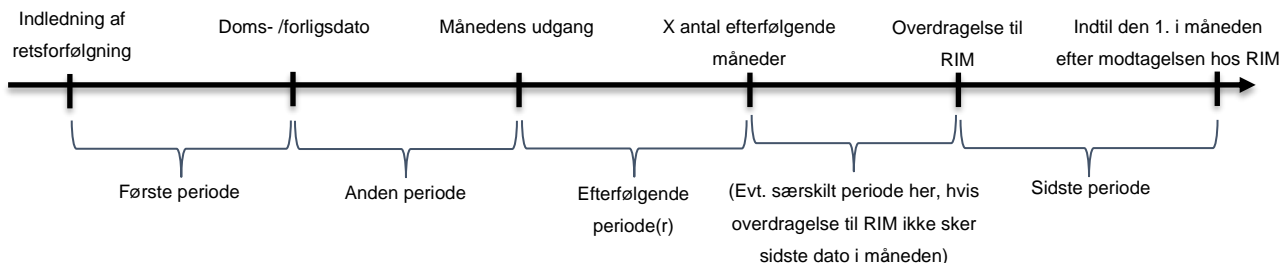 Indledning af
retsforfølgning
Doms- /forligsdato
Månedens udgang
X antal efterfølgende
måneder
Overdragelse til
RIM
Indtil den 1. i måneden
efter modtagelsen hos RIM
Første periode
Anden periode
Efterfølgende
periode(r)
(Evt. særskilt periode her, hvis
overdragelse til RIM ikke sker
sidste dato i måneden)
Sidste periode